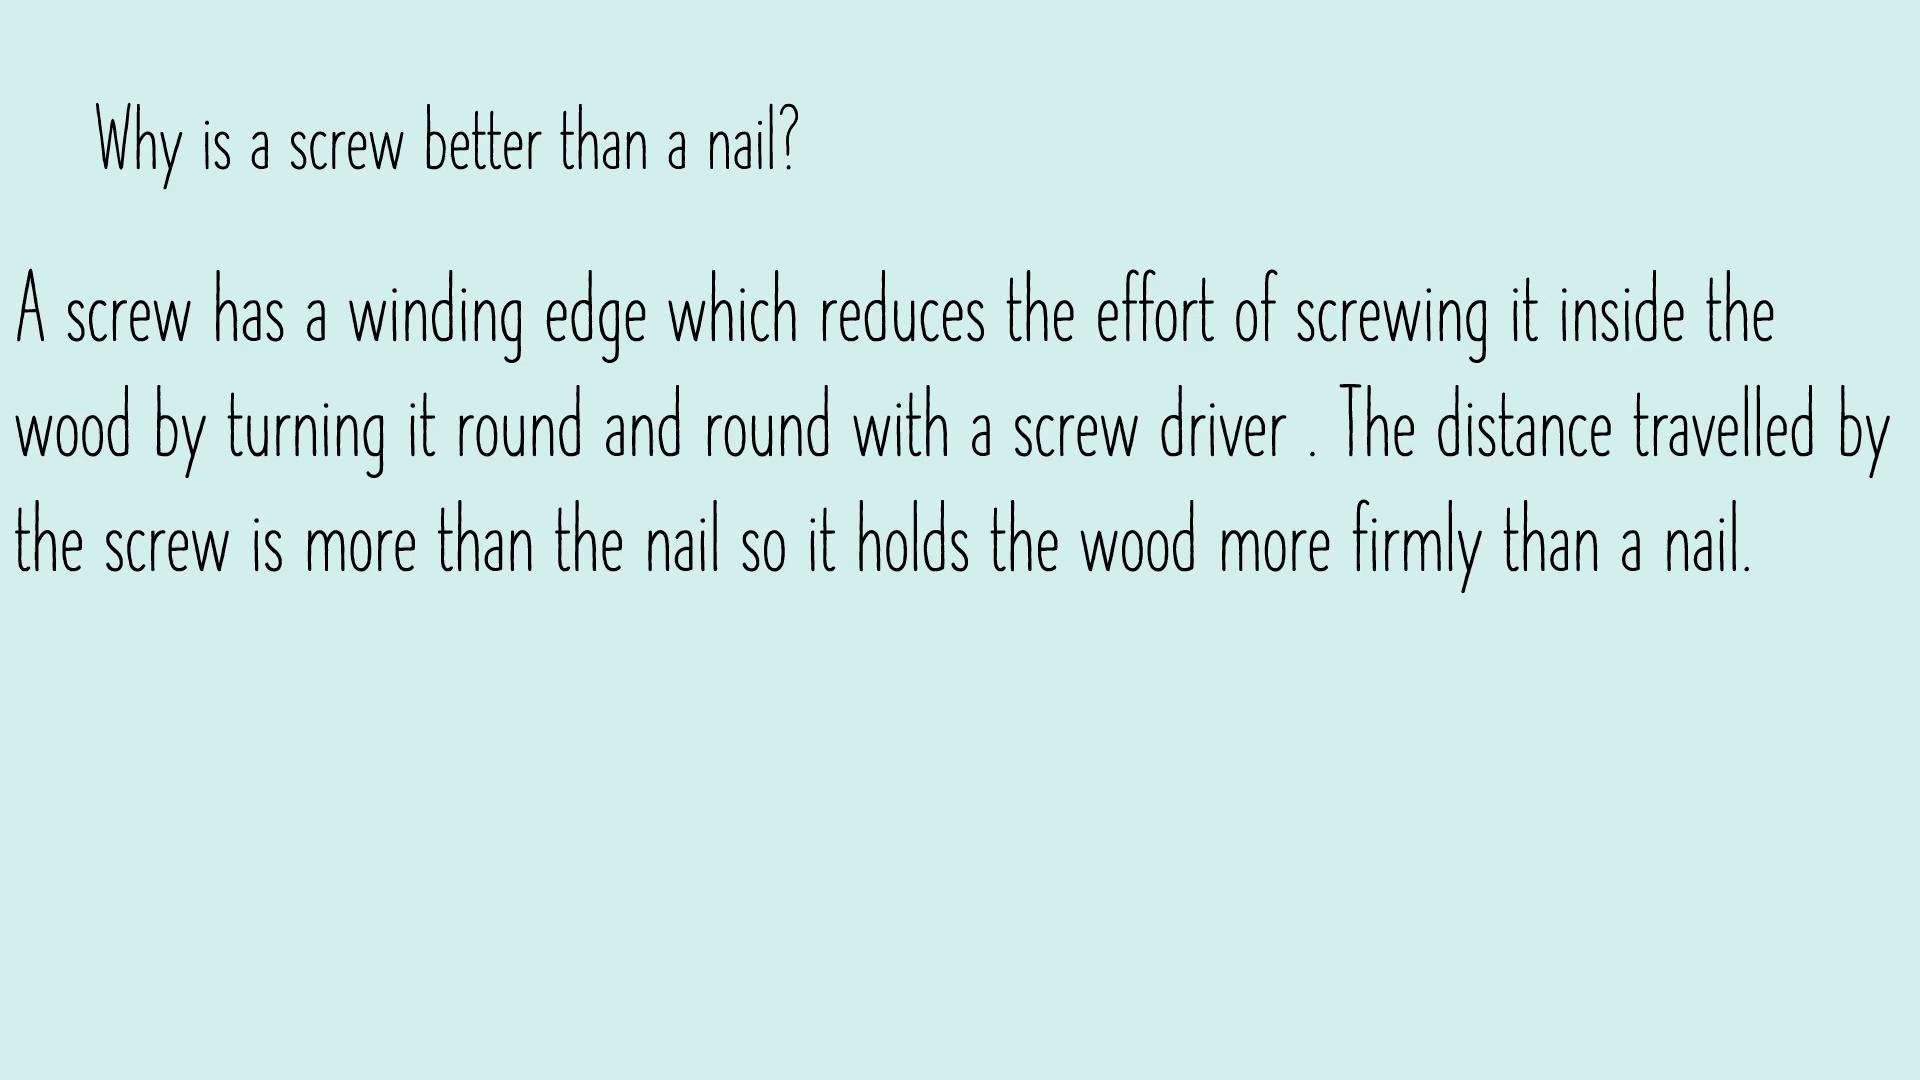 Why is a screw better than a nail?
A screw has a winding edge which reduces the effort of screwing it inside the
wood by turning it round and round with a screw driver . The distance travelled by
the screw is more than the nail so it holds the wood more firmly than a nail.